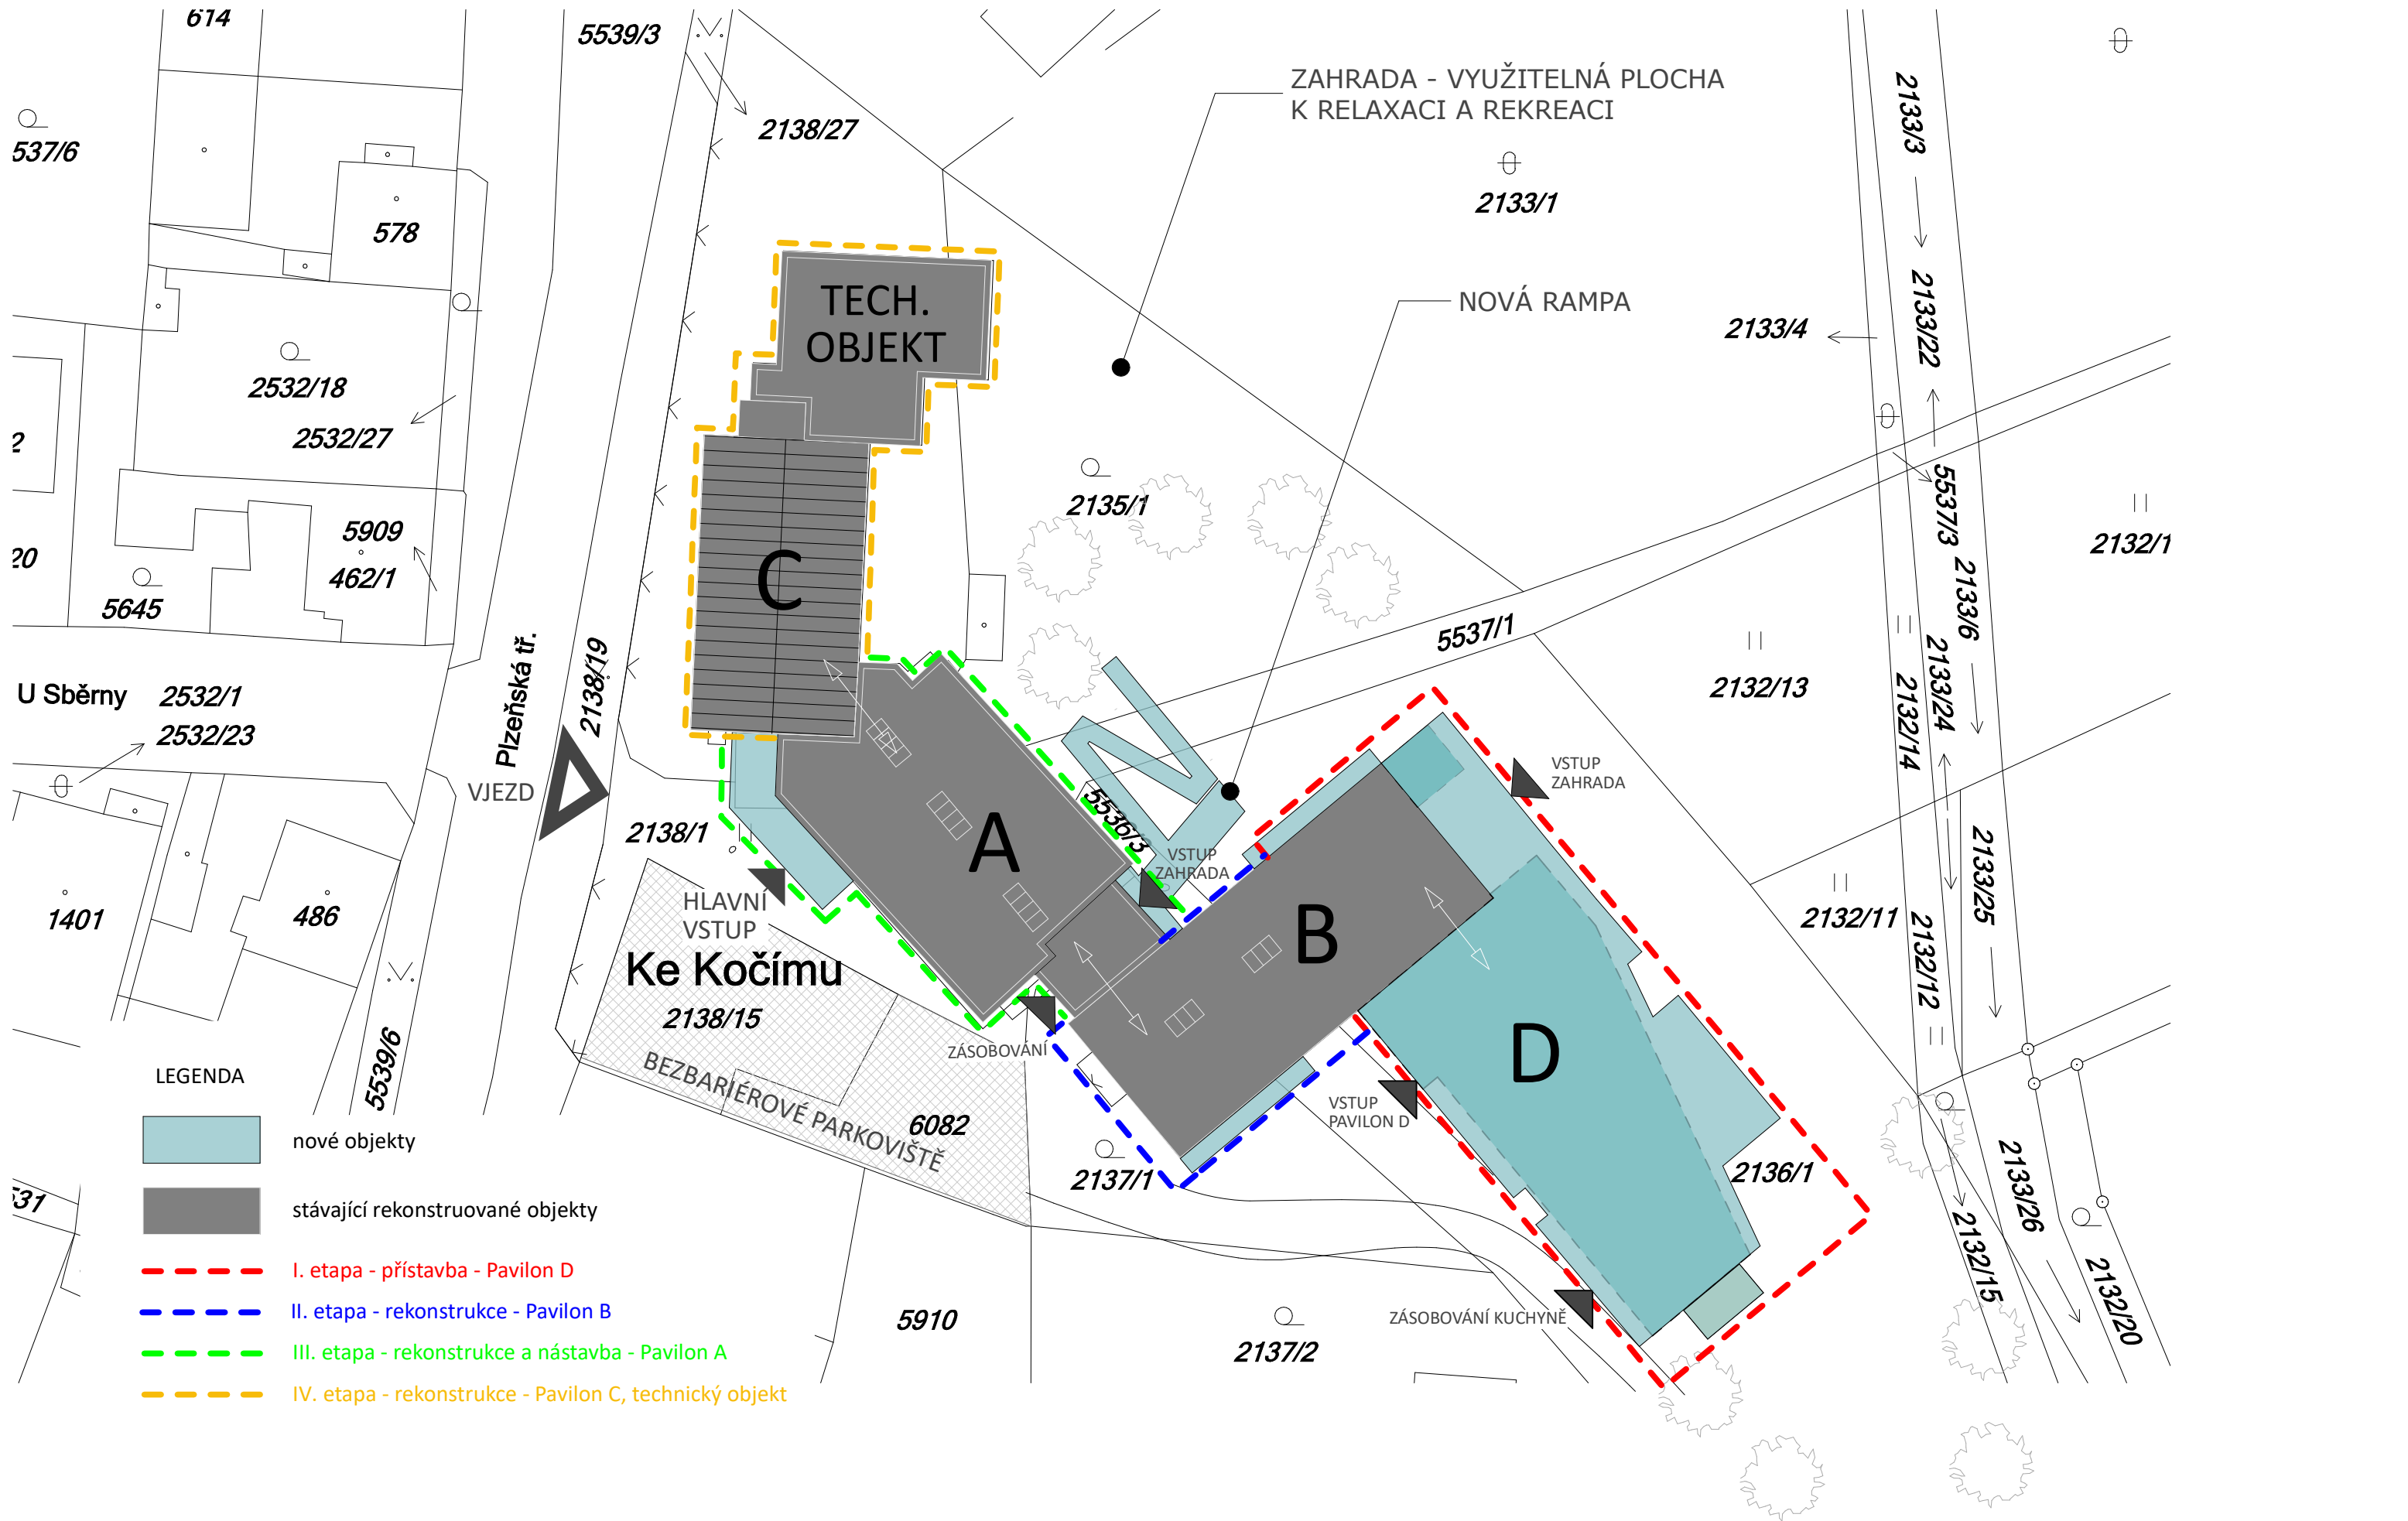 614
5539/3
ZAHRADA - VYUŽITELNÁ PLOCHA
K RELAXACI A REKREACI
2133/3
2138/27
537/6
2133/1
578
TECH.
OBJEKT
NOVÁ RAMPA
2133/4
2133/22
2532/18
2532/27
2
2135/1
5537/3
5909
2132/1
20
462/1
C
5645
2133/6
5537/1
U Sběrny
2532/1
2532/23
Plzeňská tř.
2138/19
2132/13
2133/24
2132/14
VJEZD
VSTUP
ZAHRADA
5536/3
2138/1
A
VSTUP
ZAHRADA
2133/25
HLAVNÍ
VSTUP
1401
486
B
2132/11
2132/12
Ke Kočímu
2138/15
ZÁSOBOVÁNÍ
D
5539/6
BEZBARIÉROVÉ PARKOVIŠTĚ
6082
VSTUP
PAVILON D
2137/1
2136/1
2133/26
2132/15
2132/20
531
5910
ZÁSOBOVÁNÍ KUCHYNĚ
2137/2
LEGENDA
nové objekty
stávající rekonstruované objekty
I. etapa - přístavba - Pavilon D
II. etapa - rekonstrukce - Pavilon B
III. etapa - rekonstrukce a nástavba - Pavilon A
IV. etapa - rekonstrukce - Pavilon C, technický objekt